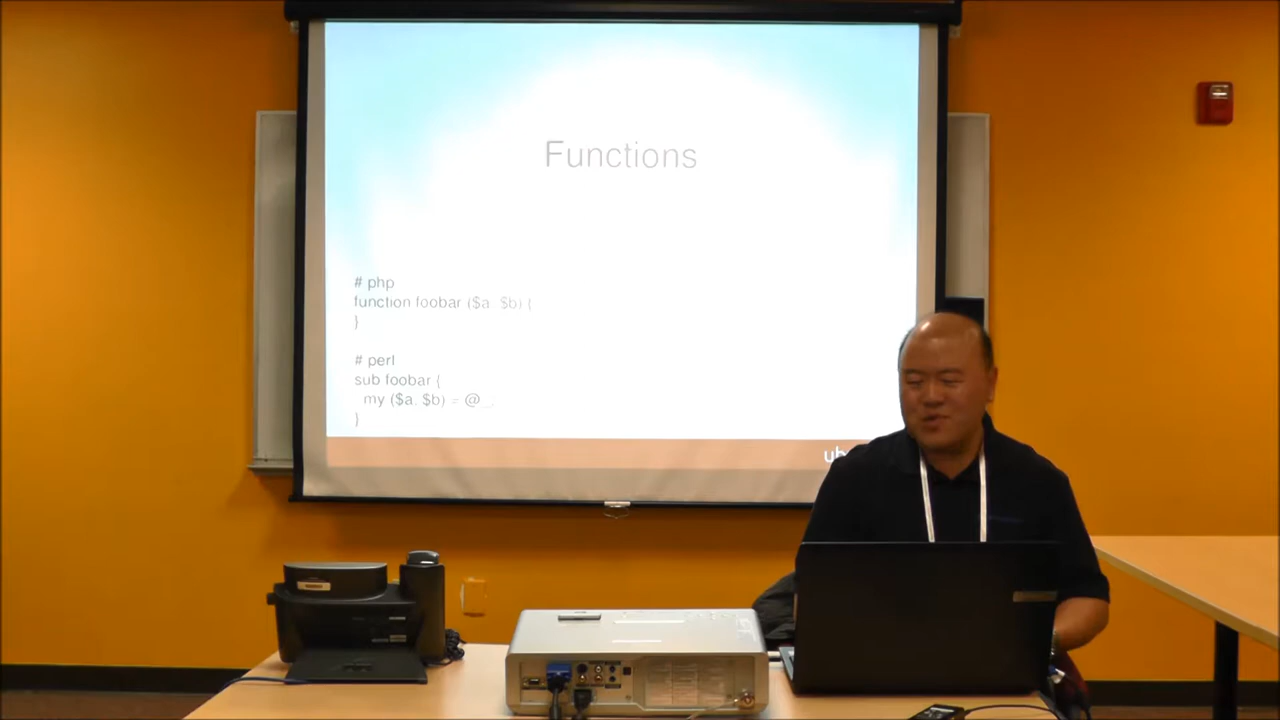 Functions
# php
function foobar ($a, $b) {
}
# perl
sub foobar {
my ($a, $b) = @_;
}